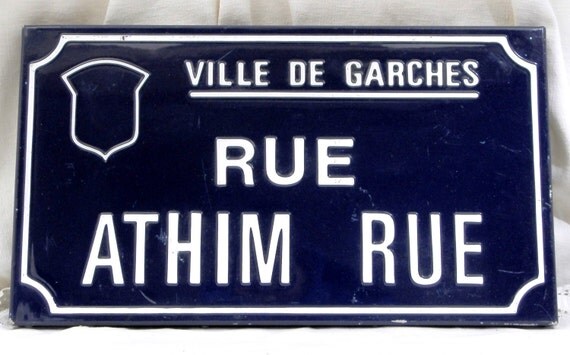 VILLE DE GARCHES
RUE
ATHIM RUE